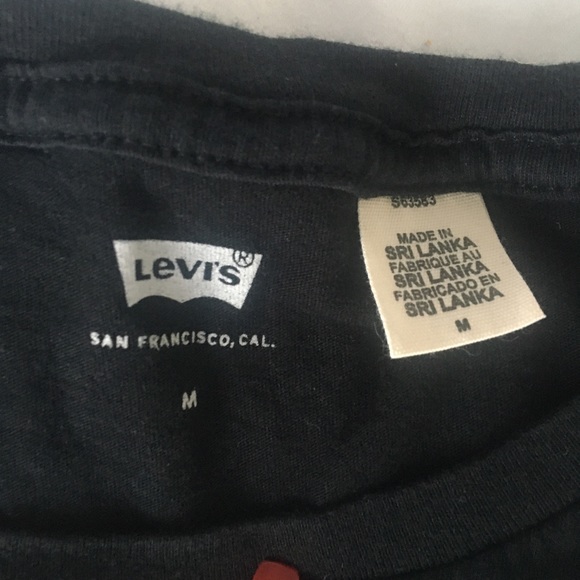 Levi's®
SAN FRANCISCO, CAL.
M
S63583
MADE IN
SRI LANKA
FABRIQUE AU
SRI LANKA
FABRICADO EN
SRI LANKA
M